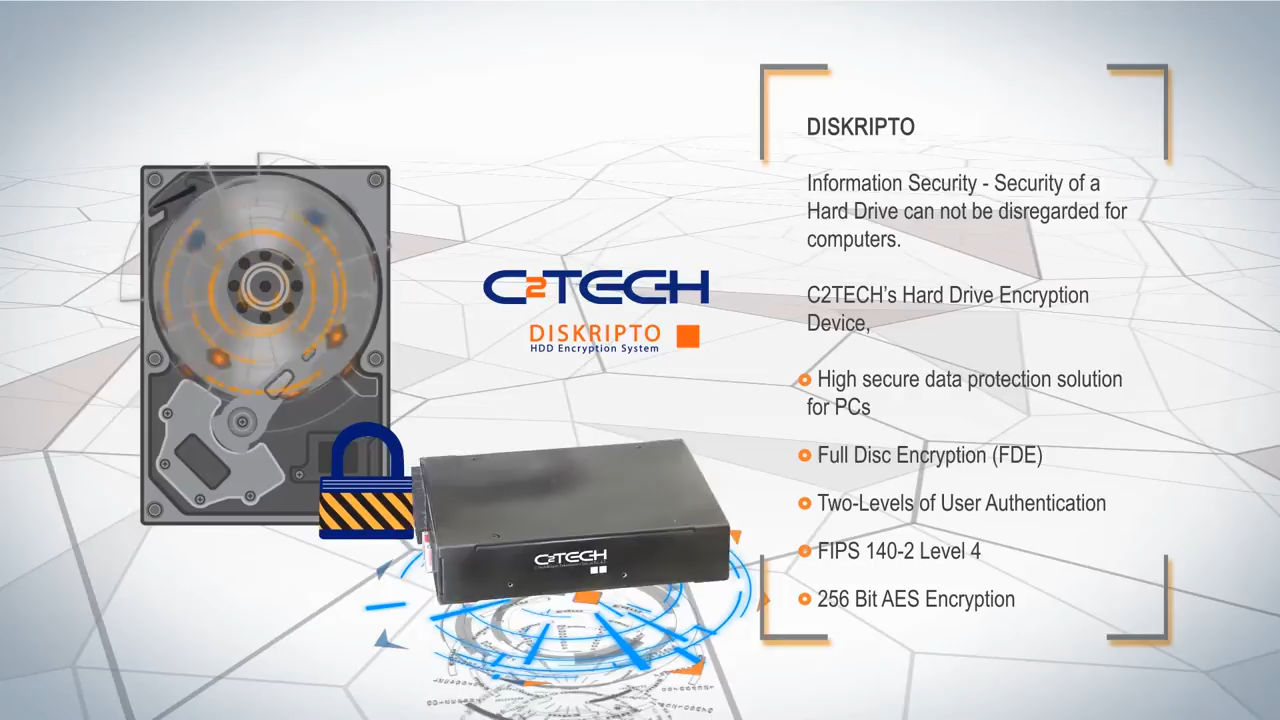 DISKRIPTO
Information Security - Security of a
Hard Drive can not be disregarded for
computers.
C2TECH's Hard Drive Encryption
Device,
High secure data protection solution
for PCs
Full Disc Encryption (FDE)
Two-Levels of User Authentication
FIPS 140-2 Level 4
256 Bit AES Encryption
C2TECH
DISKRIPTO
HDD Encryption System
C2TECH